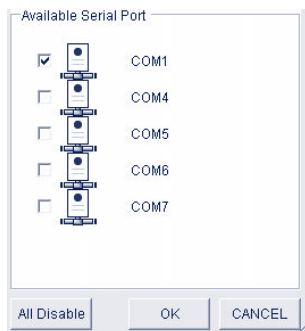 Available Serial Port
COM1
COM4
COM5
COM6
COM7
All Disable OK CANCEL